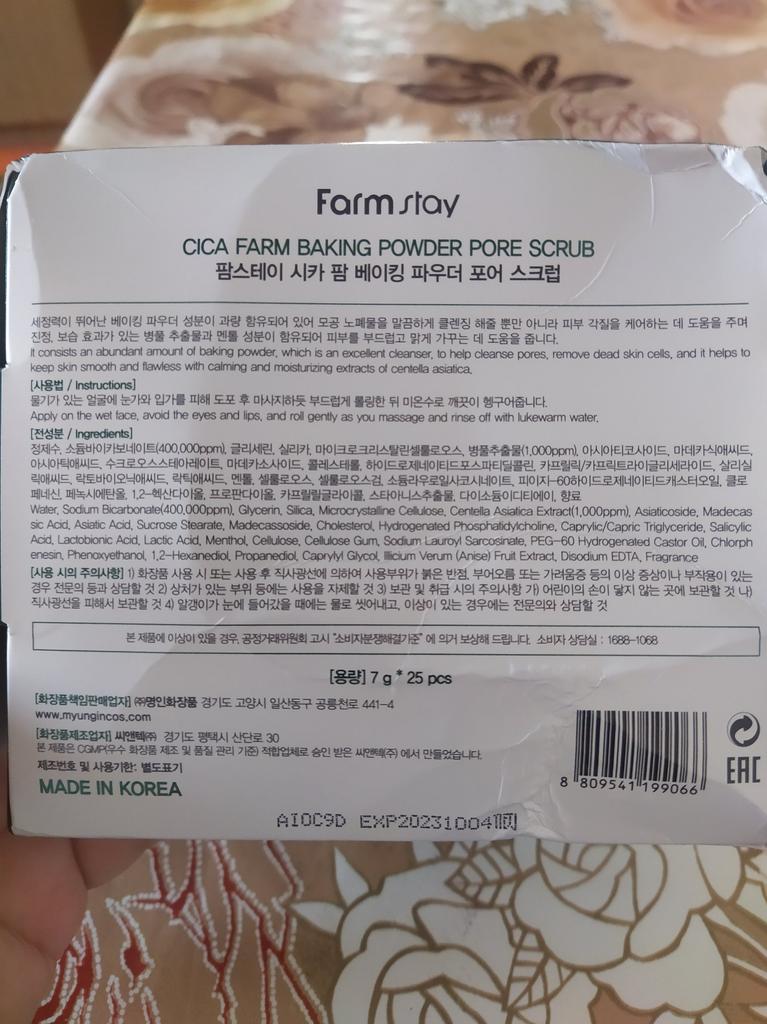 Farm stay
CICA FARM BAKING POWDER PORE SCRUB
팜스테이 시카 팜 베이킹 파우더 포어 스크럽
세정력이 뛰어난 베이킹 파우더 성분이 과량 함유되어 있어 모공 노폐물을 말끔하게 클렌징 해줄 뿐만 아니라 피부 각질을 케어하는 데 도움을 주며
진정, 보습 효과가 있는 병풀 추출물과 멘톨 성분이 함유되어 피부를 부드럽고 맑게 가꾸는 데 도움을 줍니다.
It consists an abundant amount of baking powder, which is an excellent cleanser, to help cleanse pores, remove dead skin cells, and it helps to
keep skin smooth and flawless with calming and moisturizing extracts of centella asiatica.
[사용법 / Instructions]
물기가 있는 얼굴에 눈가와 입가를 피해 도포 후 마사지하듯 부드럽게 롤링한 뒤 미온수로 깨끗이 헹구어줍니다.
Apply on the wet face, avoid the eyes and lips, and roll gently as you massage and rinse off with lukewarm water.
[전성분 / Ingredients]
정제수, 소듐바이카보네이트(400,000ppm), 글리세린, 실리카, 마이크로크리스탈린셀룰로오스, 병풀추출물(1,000ppm), 아시아티코사이드, 마데카식애씨드,
아시아틱애씨드, 수크로오스스테아레이트, 마데카소사이드, 콜레스테롤, 하이드로제네이티드포스파티딜콜린, 카프릴릭/카프릭트라이글리세라이드, 살리실
릭애씨드, 락토바이오닉애씨드, 락틱애씨드, 멘톨, 셀룰로오스, 셀룰로오스검, 소듐라우로일사코시네이트, 피이지-60하이드로제네이티드캐스터오일, 클로
페네신, 페녹시에탄올, 1,2-헥산다이올, 프로판다이올, 카프릴릴글라이콜, 스타아니스추출물, 다이소듐이디티에이, 향료
Water, Sodium Bicarbonate(400,000ppm), Glycerin, Silica, Microcrystalline Cellulose, Centella Asiatica Extract(1,000ppm), Asiaticoside, Madecas
sic Acid, Asiatic Acid, Sucrose Stearate, Madecassoside, Cholesterol, Hydrogenated Phosphatidylcholine, Caprylic/Capric Triglyceride, Salicylic
Acid, Lactobionic Acid, Lactic Acid, Menthol, Cellulose, Cellulose Gum, Sodium Lauroyl Sarcosinate, PEG-60 Hydrogenated Castor Oil, Chlorph
enesin, Phenoxyethanol, 1,2-Hexanediol, Propanediol, Caprylyl Glycol, Illicium Verum (Anise) Fruit Extract, Disodium EDTA, Fragrance
[사용 시의 주의사항] 1) 화장품 사용 시 또는 사용 후 직사광선에 의하여 사용부위가 붉은 반점, 부어오름 또는 가려움증 등의 이상 증상이나 부작용이 있는
경우 전문의 등과 상담할 것 2) 상처가 있는 부위 등에는 사용을 자제할 것 3) 보관 및 취급 시의 주의사항 가) 어린이의 손이 닿지 않는 곳에 보관할 것 나)
직사광선을 피해서 보관할 것 4) 알갱이가 눈에 들어갔을 때에는 물로 씻어내고, 이상이 있는 경우에는 전문의와 상담할 것
본 제품에 이상이 있을 경우, 공정거래위원회 고시 "소비자분쟁해결기준" 에 의거 보상해 드립니다. 소비자 상담실 : 1688-1068
[용량] 7 g * 25 pcs
[화장품책임판매업자] ㈜명인화장품 경기도 고양시 일산동구 공릉천로 441-4
www.myungincos.com
[화장품제조업자] 씨앤텍㈜ 경기도 평택시 산단로 30
본 제품은 CGMP(우수 화장품 제조 및 품질 관리 기준) 적합업체로 승인 받은 씨앤텍(주) 에서 만들었습니다.
제조번호 및 사용기한: 별도표기
MADE IN KOREA
8 809541 199066
EAC
AIOC9D EXP20231004